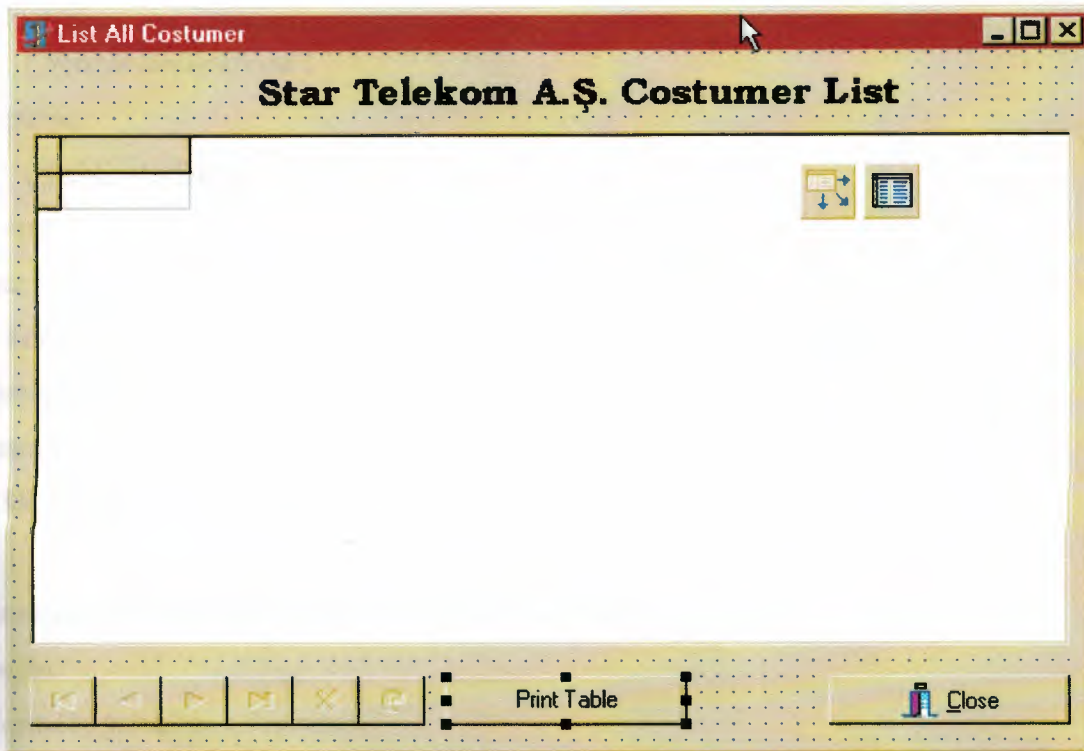 List All Costumer
Star Telekom A.Ş. Costumer List
Print Table
Close